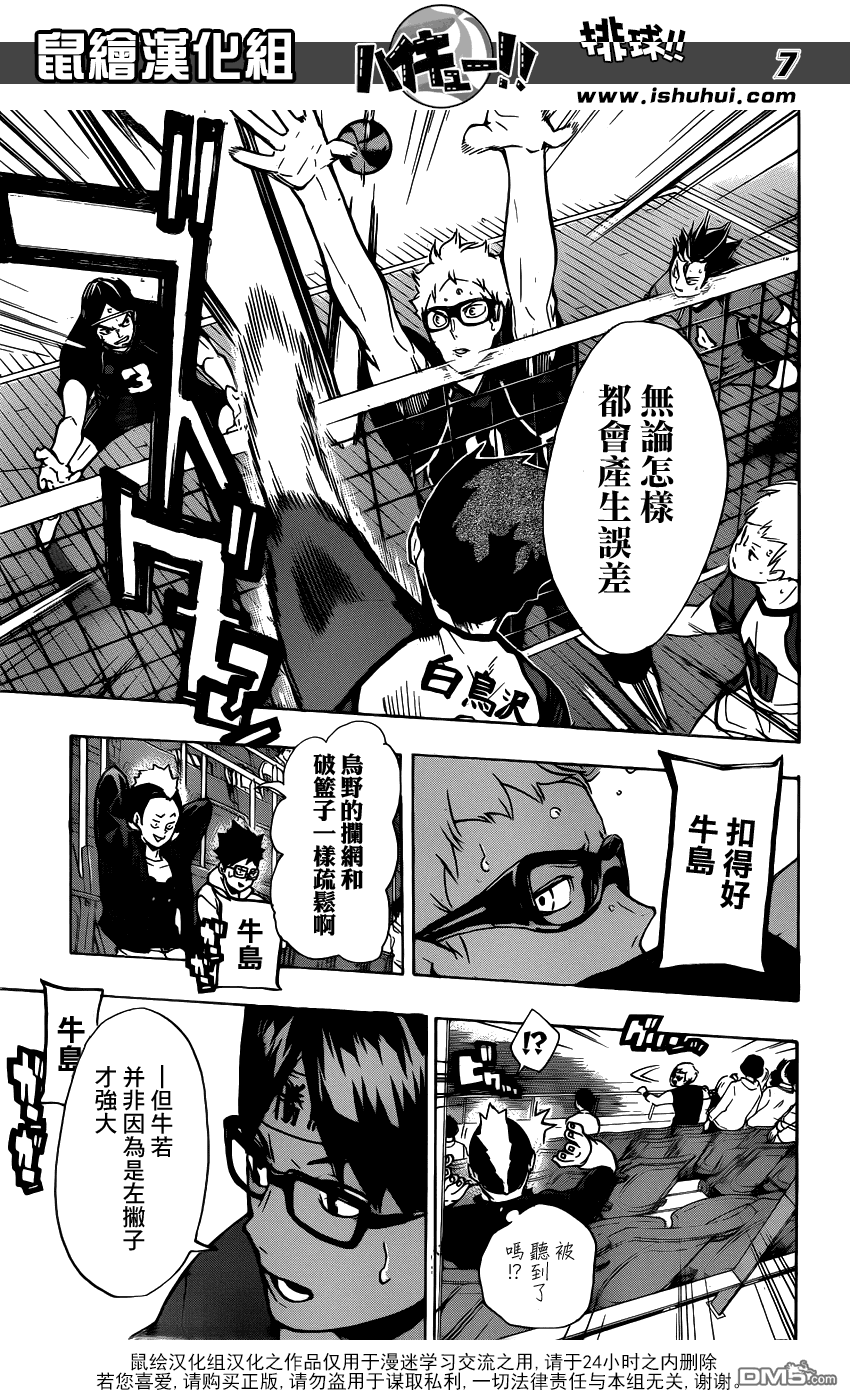 鼠繪漢化組
ハイキュー!!
排球!!
7
www.ishuhui.com
無論怎樣
都會產生誤差
3
白鳥沢
扣得好
牛島
烏野的攔網和
破籃子一樣疏鬆啊
牛島
!?
被
聽到了
嗎!?
牛島
—但牛若
并非因為是左撇子
才強大
鼠绘汉化组汉化之作品仅用于漫迷学习交流之用, 请于24小时之内删除
若您喜爱, 请购买正版, 请勿盗用于谋取私利, 一切法律责任与本组无关, 谢谢。
DM5.com